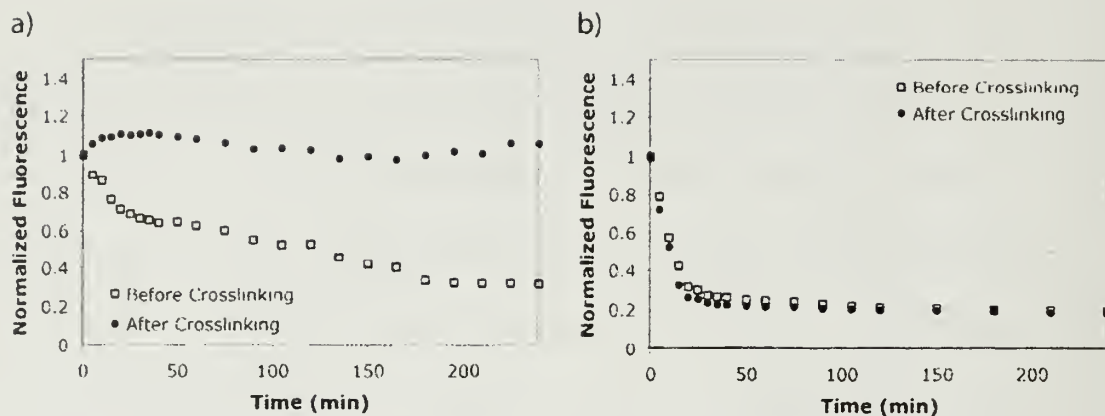 a)
Normalized Fluorescence
1.4
1.2
1
0.8
0.6
0.4
0.2
0
□ Before Crosslinking
• After Crosslinking
0 50 100 150 200
Time (min)
b)
Normalized Fluorescence
1.4
1.2
1
0.8
0.6
0.4
0.2
0
□ Before Crosslinking
• After Crosslinking
0 50 100 150 200
Time (min)